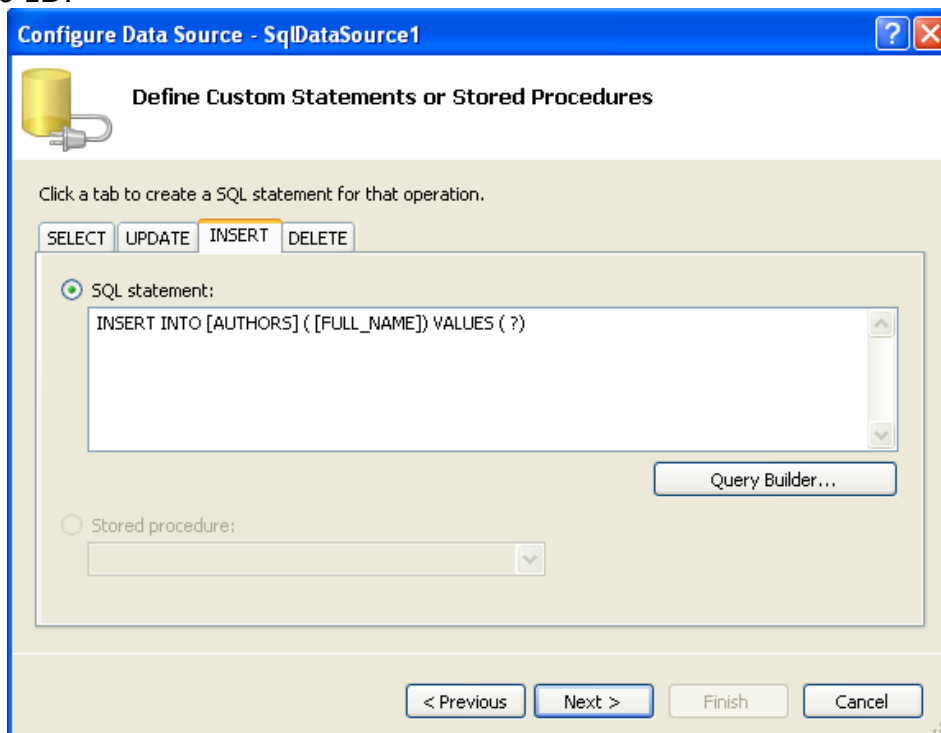 Configure Data Source - SqlDataSource1
Define Custom Statements or Stored Procedures
Click a tab to create a SQL statement for that operation.
SELECT UPDATE INSERT DELETE
SQL statement:
INSERT INTO [AUTHORS] ( [FULL_NAME]) VALUES ( ?)
Query Builder...
Stored procedure:
< Previous Next > Finish Cancel